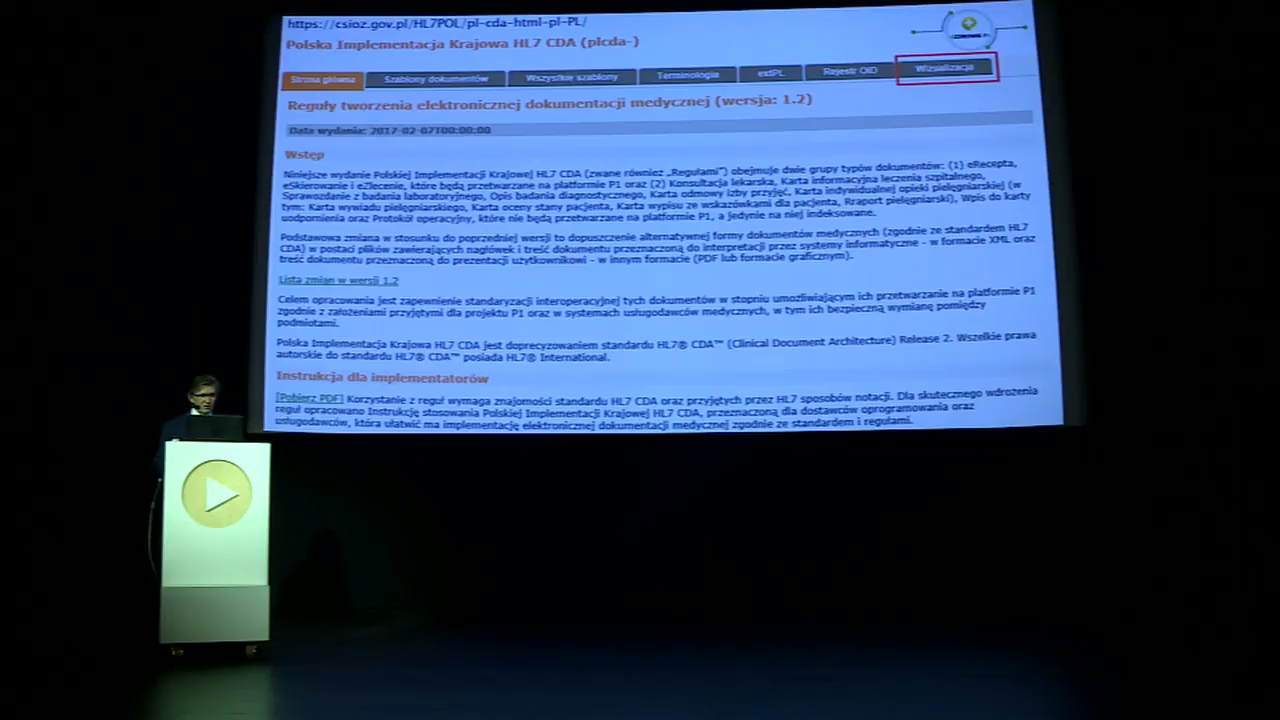 https://csioz.gov.pl/HL7POL/pl-cda-html-pl-PL/
Polska Implementacja Krajowa HL7 CDA (plcda-)
Strona główna Szablony dokumentów Wszystkie szablony Terminologia extPL Rejestr OID Wizualizacja
Reguły tworzenia elektronicznej dokumentacji medycznej (wersja: 1.2)
Data wydania: 2017-02-07T00:00:00
Wstęp
Niniejsze wydanie Polskiej Implementacji Krajowej HL7 CDA (zwane również „Regułami”) obejmuje dwie grupy typów dokumentów: (1) eRecepta,
eSkierowanie i eZlecenie, które będą przetwarzane na platformie P1 oraz (2) Konsultacja lekarska, Karta informacyjna leczenia szpitalnego,
Sprawozdanie z badania laboratoryjnego, Opis badania diagnostycznego, Karta odmowy izby przyjęć, Karta indywidualnej opieki pielęgniarskiej (w
tym: Karta wywiadu pielęgniarskiego, Karta oceny stany pacjenta, Karta wypisu ze wskazówkami dla pacjenta, Rraport pielęgniarski), Wpis do karty
uodpornienia oraz Protokół operacyjny, które nie będą przetwarzane na platformie P1, a jedynie na niej indeksowane.
Podstawowa zmiana w stosunku do poprzedniej wersji to dopuszczenie alternatywnej formy dokumentów medycznych (zgodnie ze standardem HL7
CDA) w postaci plików zawierających nagłówek i treść dokumentu przeznaczoną do interpretacji przez systemy informatyczne - w formacie XML oraz
treść dokumentu przeznaczoną do prezentacji użytkownikowi - w innym formacie (PDF lub formacie graficznym).
Lista zmian w wersji 1.2
Celem opracowania jest zapewnienie standaryzacji interoperacyjnej tych dokumentów w stopniu umożliwiającym ich przetwarzanie na platformie P1
zgodnie z założeniami przyjętymi dla projektu P1 oraz w systemach usługodawców medycznych, w tym ich bezpieczną wymianę pomiędzy
podmiotami.
Polska Implementacja Krajowa HL7 CDA jest doprecyzowaniem standardu HL7® CDA™ (Clinical Document Architecture) Release 2. Wszelkie prawa
autorskie do standardu HL7® CDA™ posiada HL7® International.
Instrukcja dla implementatorów
[Pobierz PDF] Korzystanie z reguł wymaga znajomości standardu HL7 CDA oraz przyjętych przez HL7 sposobów notacji. Dla skutecznego wdrożenia
reguł opracowano Instrukcję stosowania Polskiej Implementacji Krajowej HL7 CDA, przeznaczoną dla dostawców oprogramowania oraz
usługodawców, która ułatwić ma implementację elektronicznej dokumentacji medycznej zgodnie ze standardem i regułami.